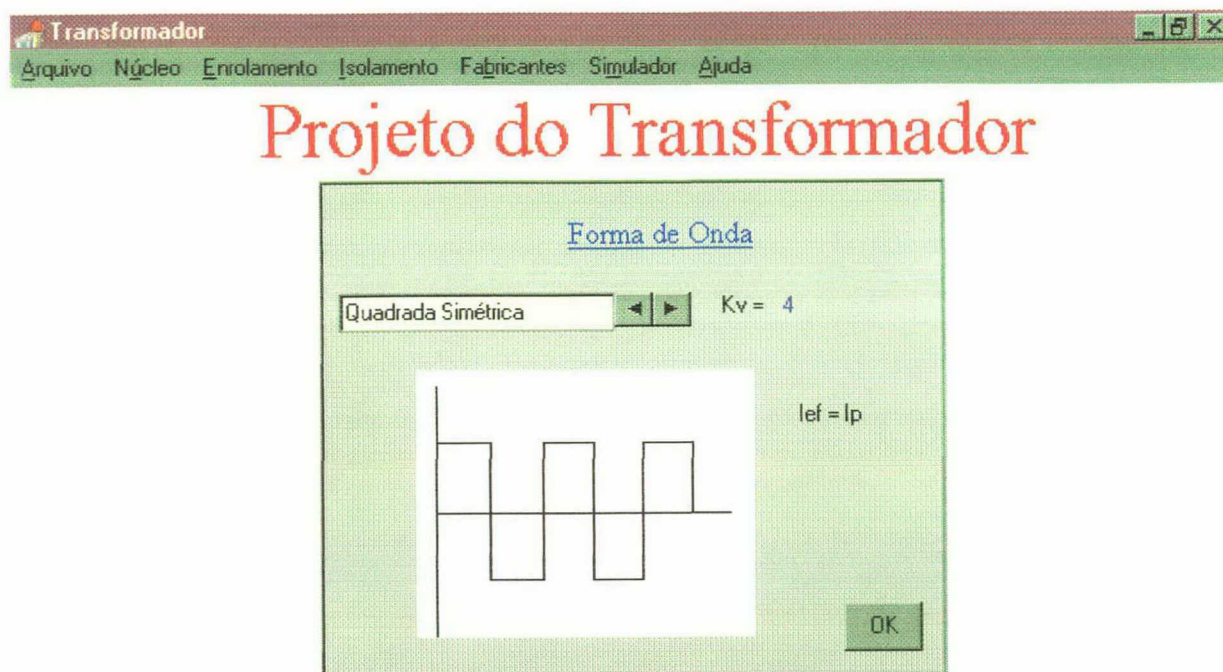 Transformador
Arquivo Núcleo Enrolamento Isolamento Fabricantes Simulador Ajuda
Projeto do Transformador
Forma de Onda
Quadrada Simétrica Kv = 4
Ief = Ip
OK